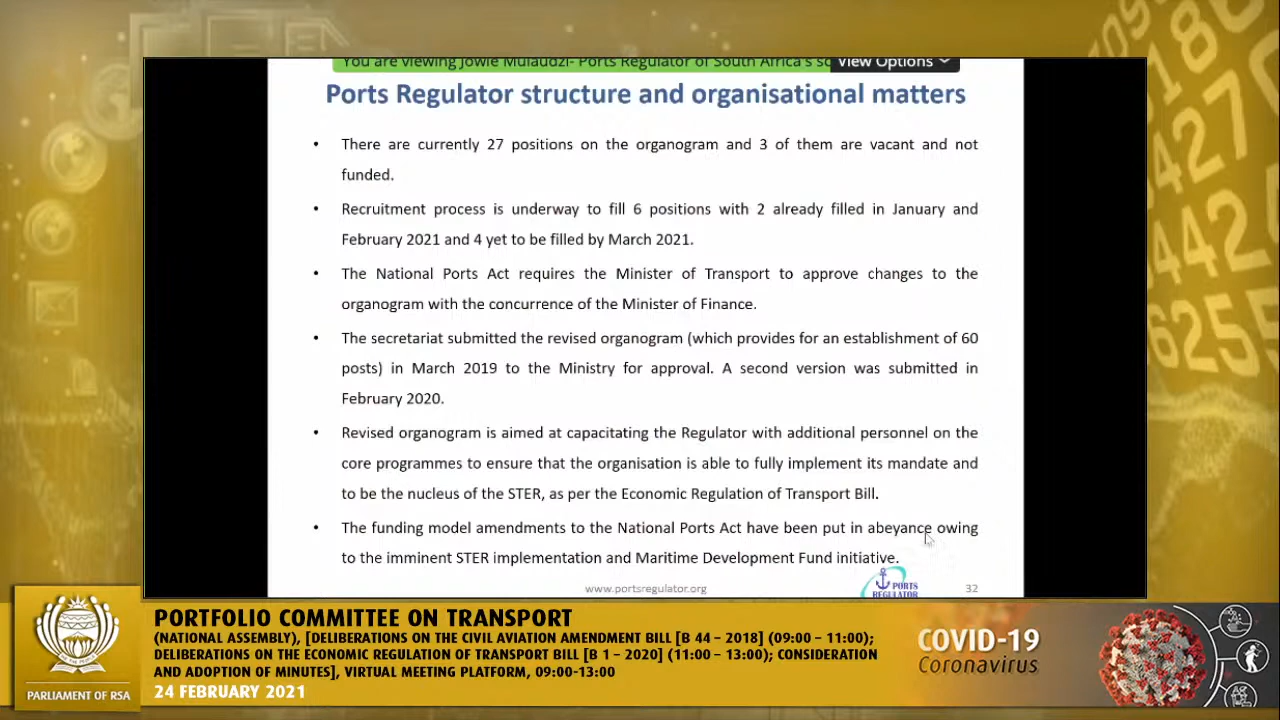 You are viewing Jowie Mulaudzi- Ports Regulator of South Africa's sc
View Options
Ports Regulator structure and organisational matters
• There are currently 27 positions on the organogram and 3 of them are vacant and not
funded.
• Recruitment process is underway to fill 6 positions with 2 already filled in January and
February 2021 and 4 yet to be filled by March 2021.
• The National Ports Act requires the Minister of Transport to approve changes to the
organogram with the concurrence of the Minister of Finance.
• The secretariat submitted the revised organogram (which provides for an establishment of 60
posts) in March 2019 to the Ministry for approval. A second version was submitted in
February 2020.
• Revised organogram is aimed at capacitating the Regulator with additional personnel on the
core programmes to ensure that the organisation is able to fully implement its mandate and
to be the nucleus of the STER, as per the Economic Regulation of Transport Bill.
• The funding model amendments to the National Ports Act have been put in abeyance owing
to the imminent STER implementation and Maritime Development Fund initiative.
www.portsregulator.org
PORTS
REGULATOR
32
PORTFOLIO COMMITTEE ON TRANSPORT
(NATIONAL ASSEMBLY), [DELIBERATIONS ON THE CIVIL AVIATION AMENDMENT BILL [B 44 – 2018] (09:00 – 11:00);
DELIBERATIONS ON THE ECONOMIC REGULATION OF TRANSPORT BILL [B 1 – 2020] (11:00 – 13:00); CONSIDERATION
AND ADOPTION OF MINUTES], VIRTUAL MEETING PLATFORM, 09:00-13:00
24 FEBRUARY 2021
PARLIAMENT OF RSA
COVID-19
Coronavirus